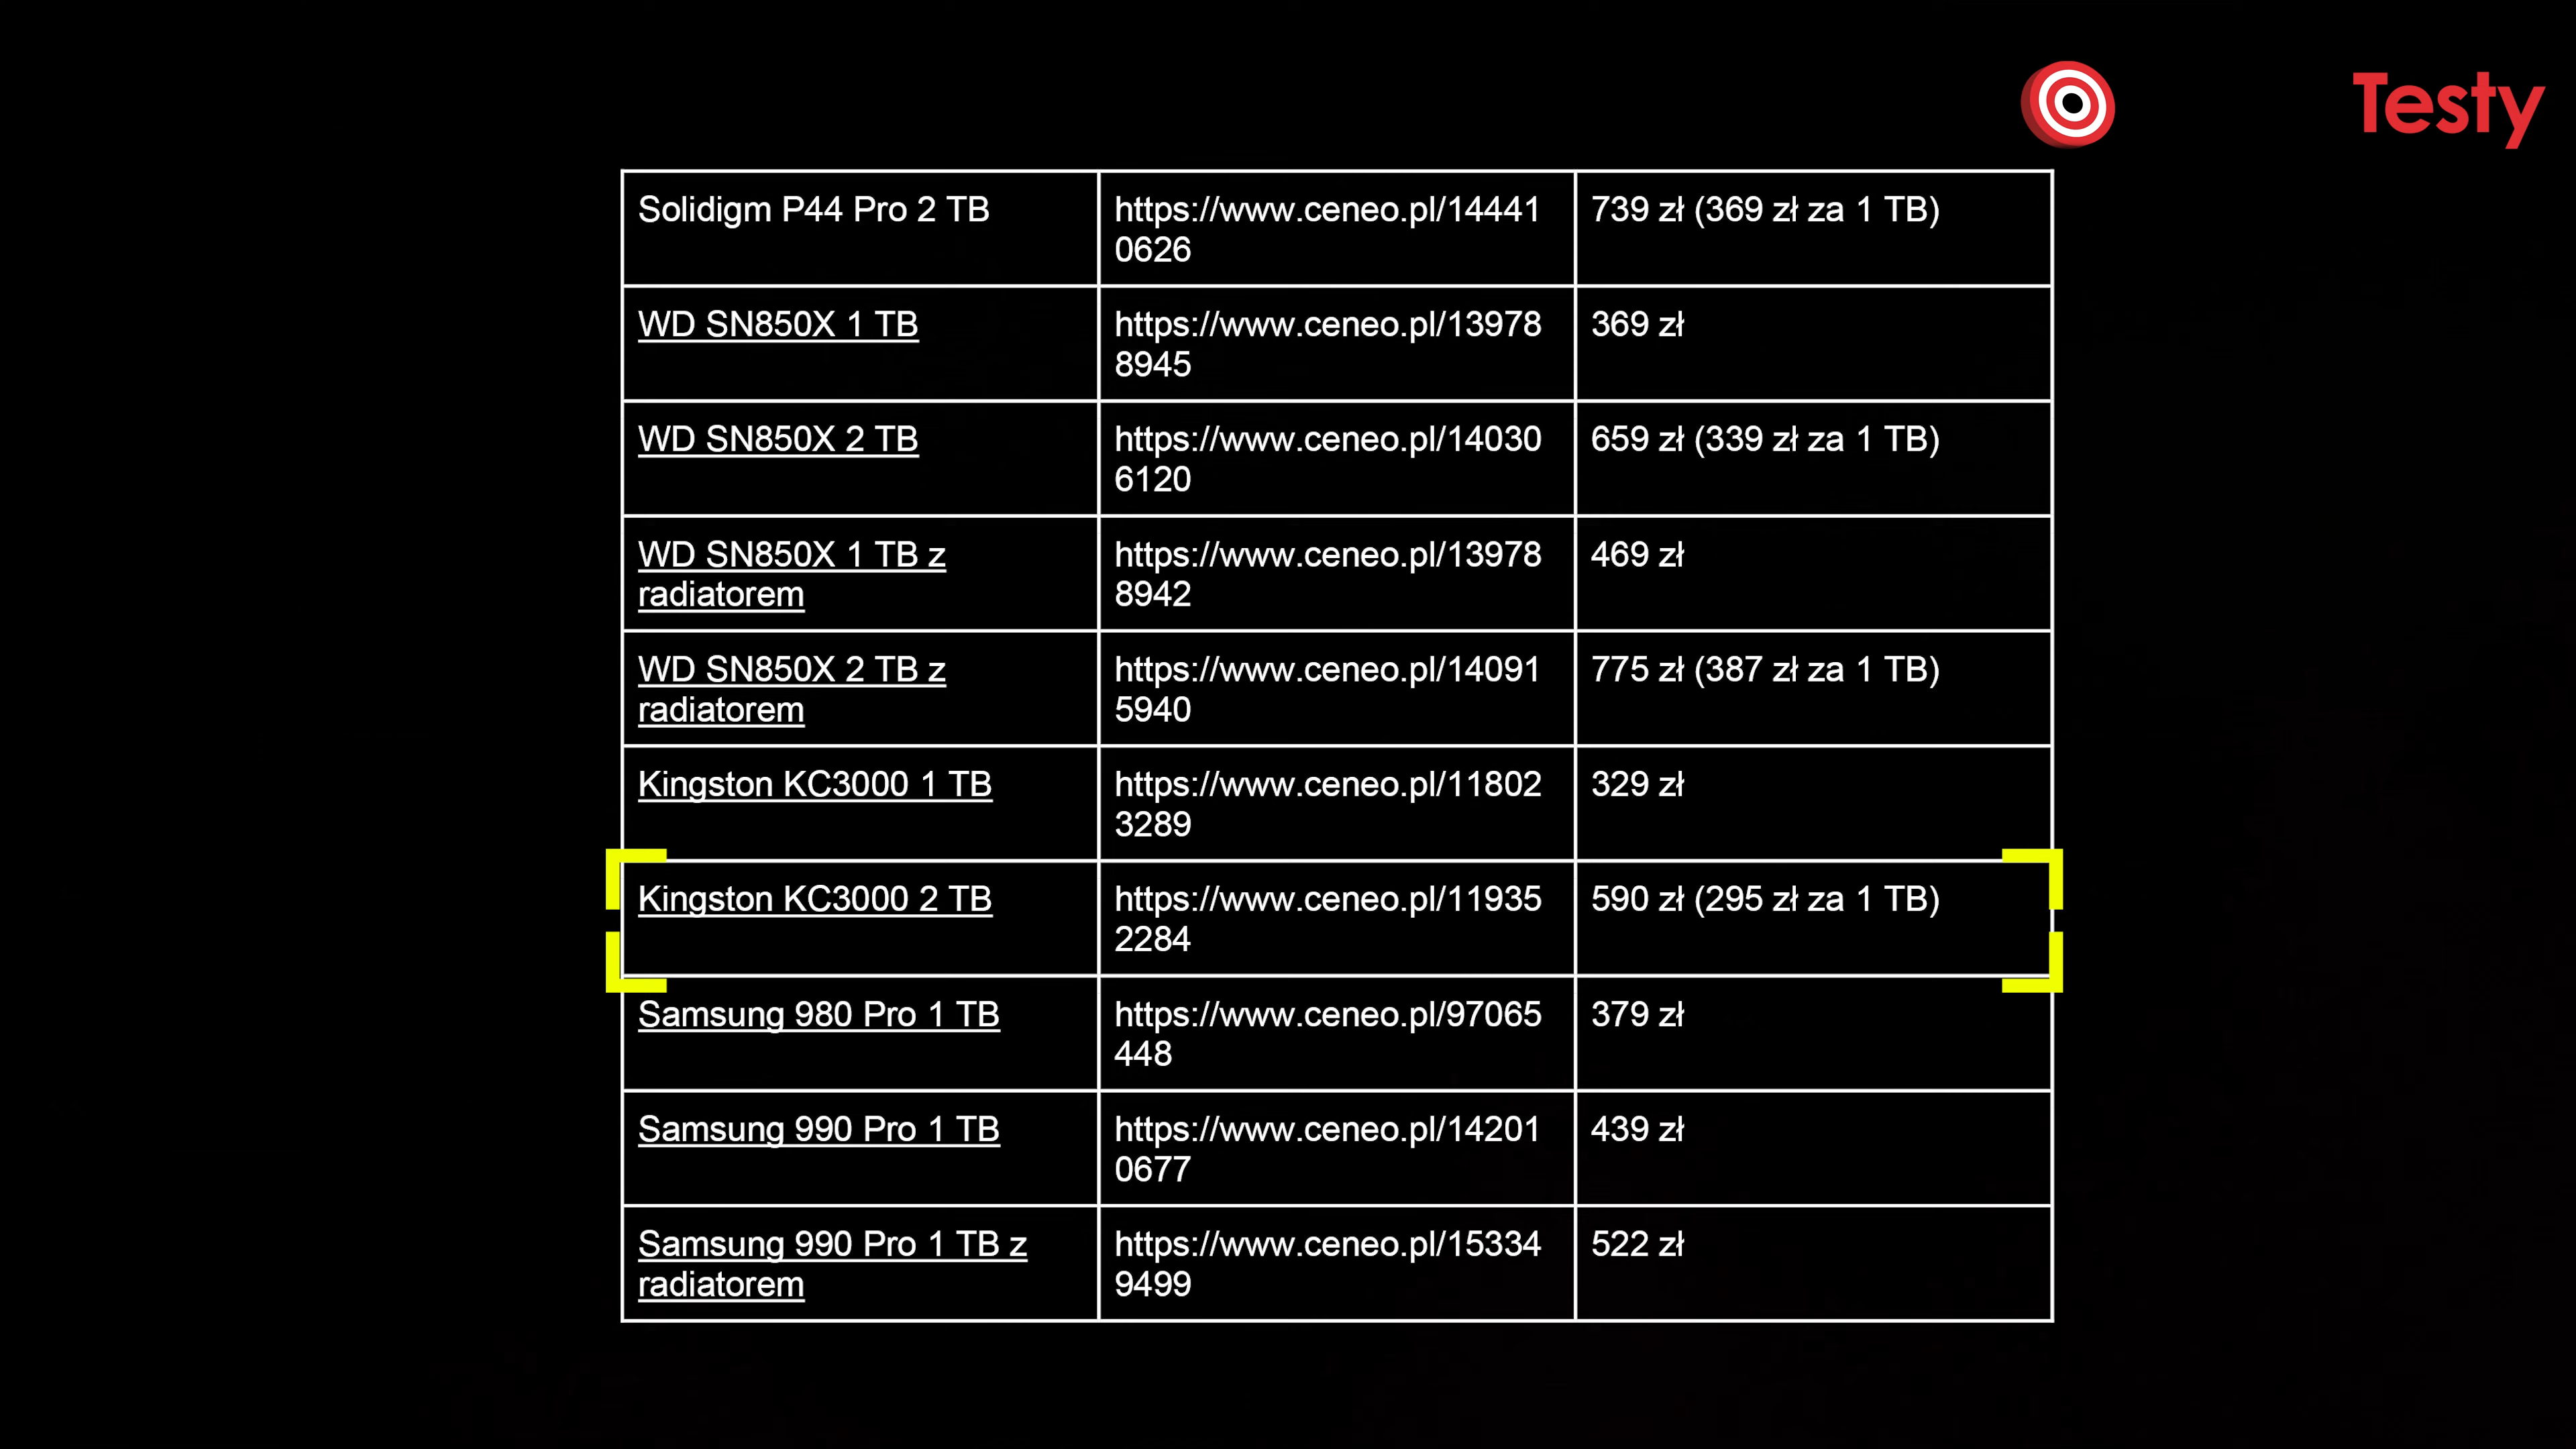 Testy
Solidigm P44 Pro 2 TB
https://www.ceneo.pl/14441
0626
739 zł (369 zł za 1 TB)
WD SN850X 1 TB
https://www.ceneo.pl/13978
8945
369 zł
WD SN850X 2 TB
https://www.ceneo.pl/14030
6120
659 zł (339 zł za 1 TB)
WD SN850X 1 TB z
radiatorem
https://www.ceneo.pl/13978
8942
469 zł
WD SN850X 2 TB z
radiatorem
https://www.ceneo.pl/14091
5940
775 zł (387 zł za 1 TB)
Kingston KC3000 1 TB
https://www.ceneo.pl/11802
3289
329 zł
Kingston KC3000 2 TB
https://www.ceneo.pl/11935
2284
590 zł (295 zł za 1 TB)
Samsung 980 Pro 1 TB
https://www.ceneo.pl/97065
448
379 zł
Samsung 990 Pro 1 TB
https://www.ceneo.pl/14201
0677
439 zł
Samsung 990 Pro 1 TB z
radiatorem
https://www.ceneo.pl/15334
9499
522 zł